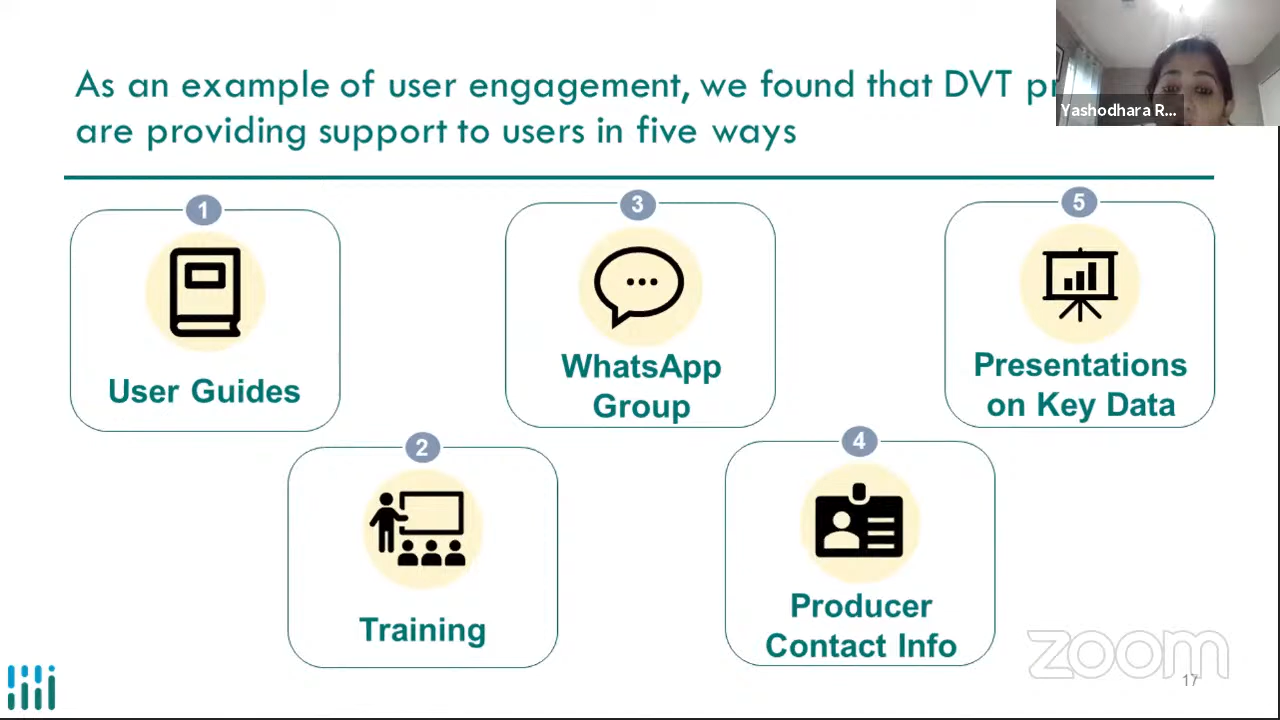 As an example of user engagement, we found that DVT
are providing support to users in five ways
Yashodhara R...
1
User Guides
2
Training
3
WhatsApp
Group
4
Producer
Contact Info
5
Presentations
on Key Data
zoom
17